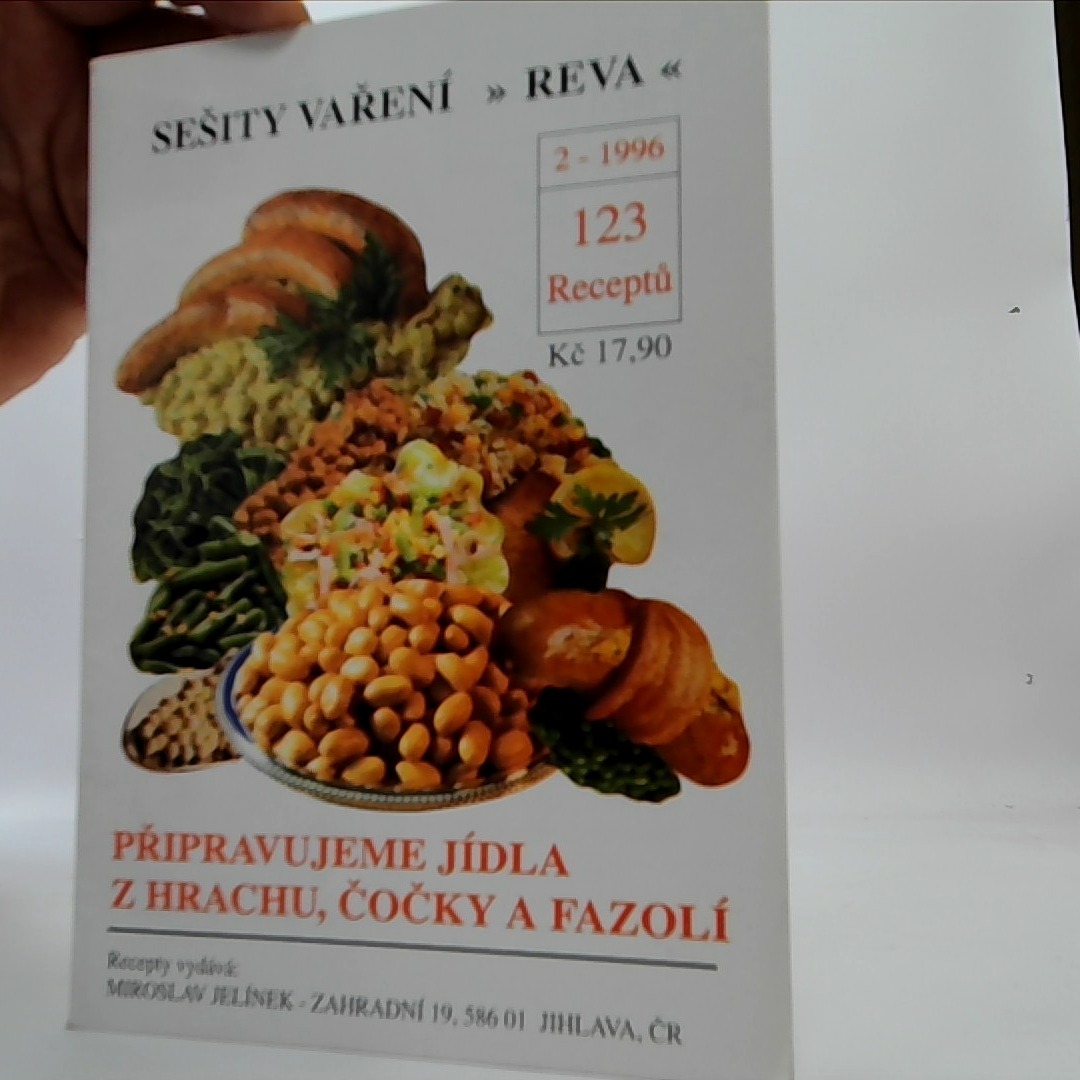 SEŠITY VAŘENÍ » REVA «
2 - 1996
123
Receptů
Kč 17,90
PŘIPRAVUJEME JÍDLA
Z HRACHU, ČOČKY A FAZOLÍ
Recepty vydává:
MIROSLAV JELÍNEK - ZAHRADNÍ 19, 586 01 JIHLAVA, ČR